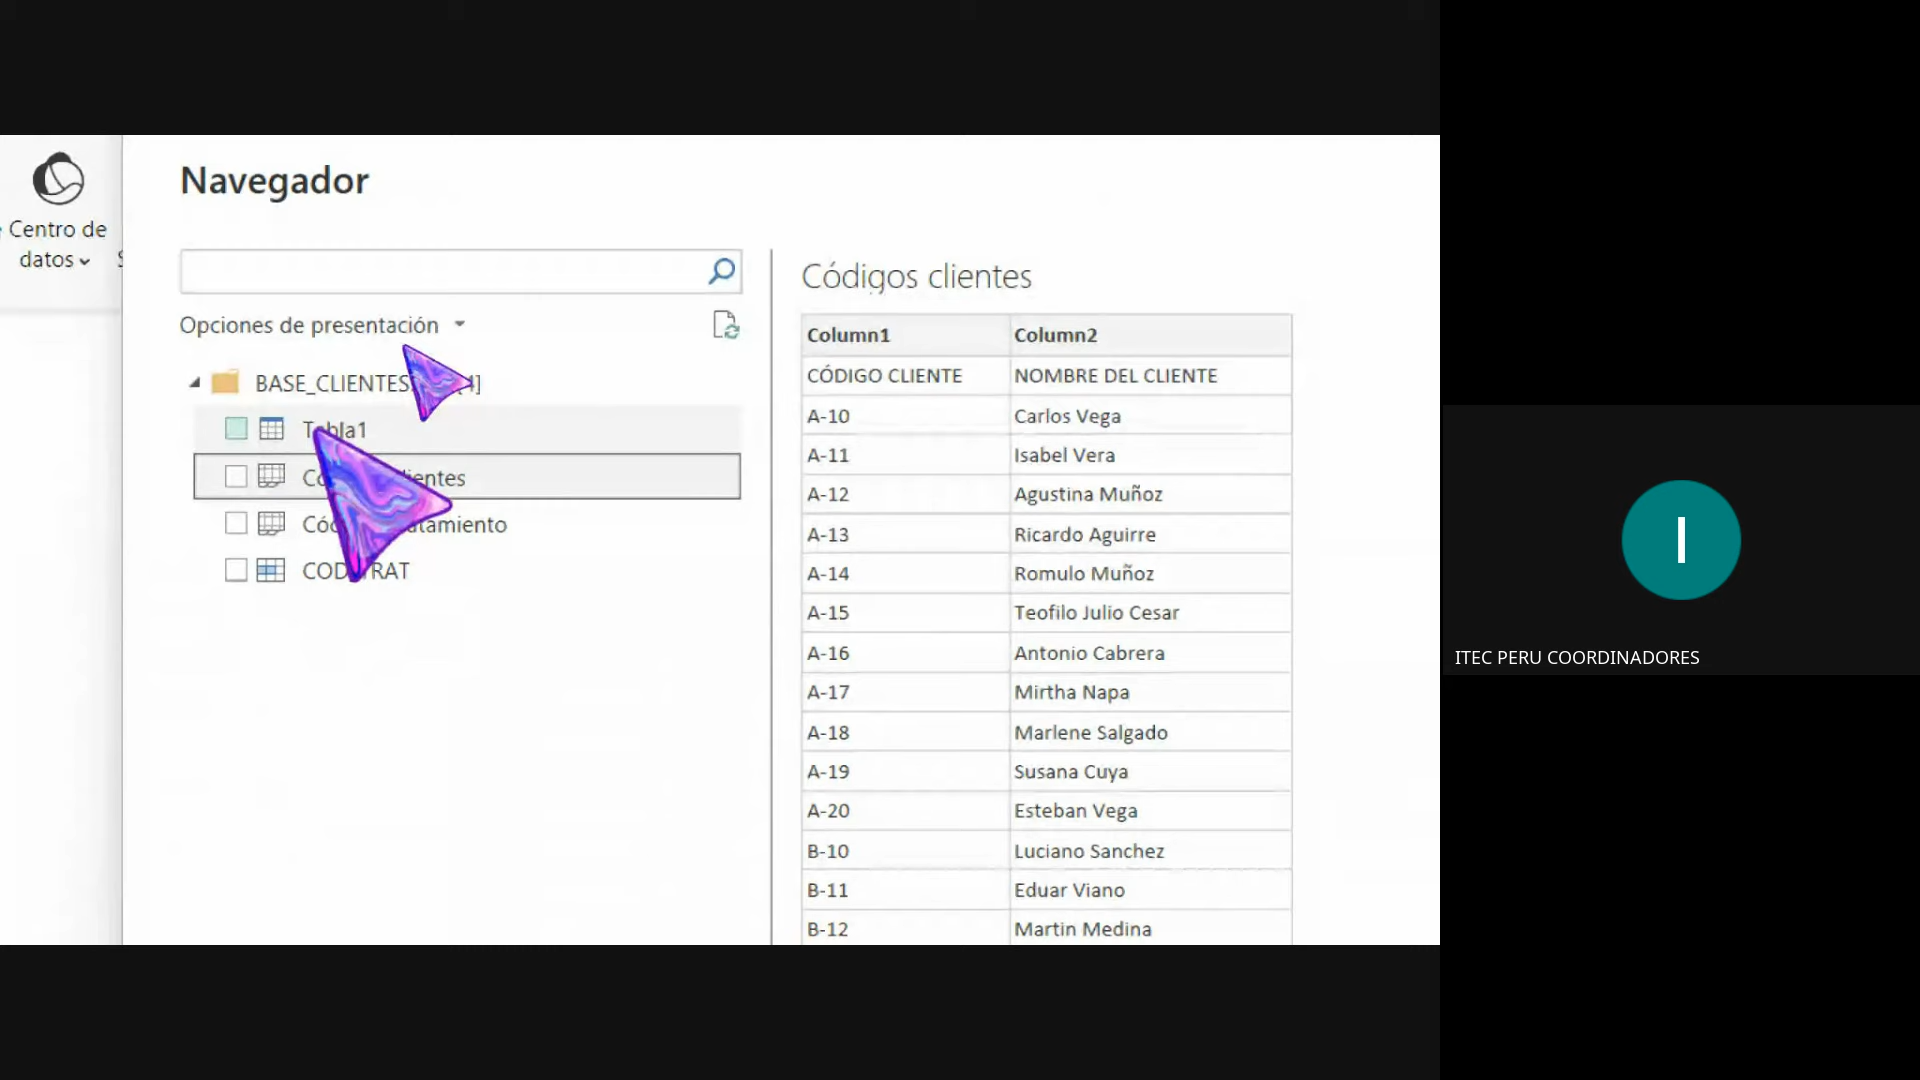 Navegador
Centro de
datos
Opciones de presentación
BASE_CLIENTES
4]
Tabla1
Códigos clientes
Column1 Column2
CÓDIGO CLIENTE NOMBRE DEL CLIENTE
A-10 Carlos Vega
A-11 Isabel Vera
A-12 Agustina Muñoz
A-13 Ricardo Aguirre
A-14 Romulo Muñoz
A-15 Teofilo Julio Cesar
A-16 Antonio Cabrera
A-17 Mirtha Napa
A-18 Marlene Salgado
A-19 Susana Cuya
A-20 Esteban Vega
B-10 Luciano Sanchez
B-11 Eduar Viano
B-12 Martin Medina
I
ITEC PERU COORDINADORES